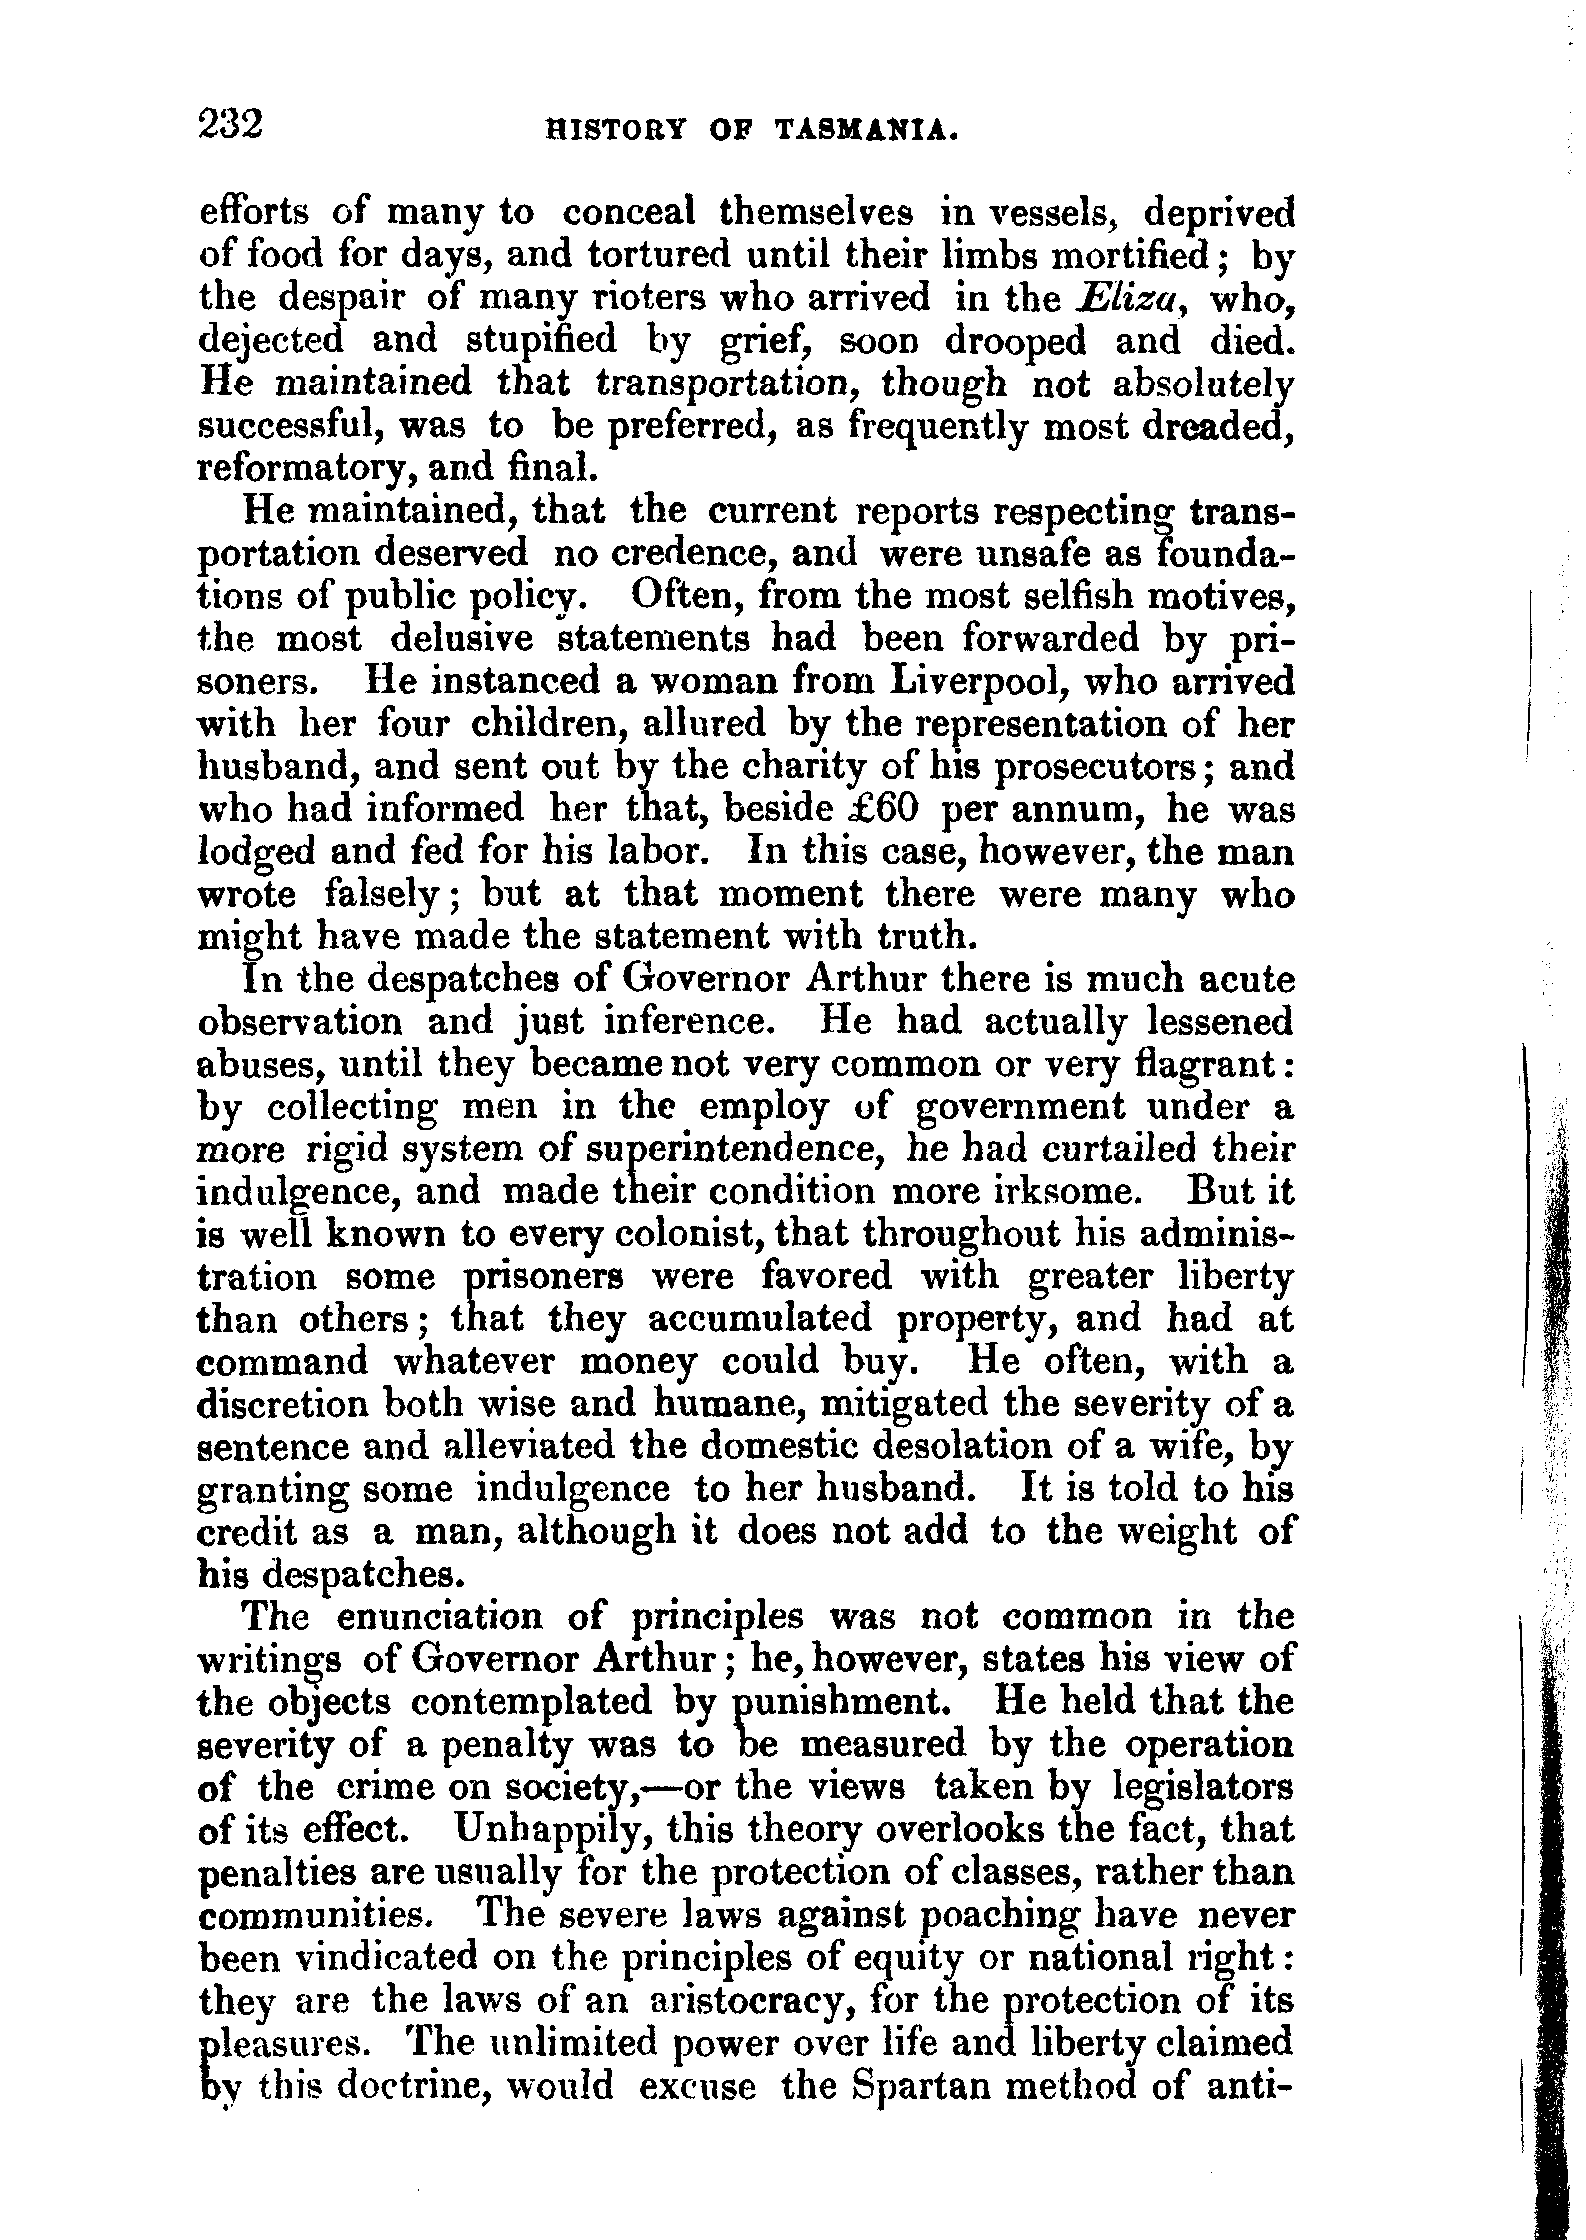 232 HISTORY OF TASMANIA.
efforts of many to conceal themselves in vessels, deprived
of food for days, and tortured until their limbs mortified; by
the despair of many rioters who arrived in the Eliza, who,
dejected and stupified by grief, soon drooped and died.
He maintained that transportation, though not absolutely
successful, was to be preferred, as frequently most dreaded,
reformatory, and final.
He maintained, that the current reports respecting trans-
portation deserved no credence, and were unsafe as founda-
tions of public policy. Often, from the most selfish motives,
the most delusive statements had been forwarded by pri-
soners. He instanced a woman from Liverpool, who arrived
with her four children, allured by the representation of her
husband, and sent out by the charity of his prosecutors; and
who had informed her that, beside £60 per annum, he was
lodged and fed for his labor. In this case, however, the man
wrote falsely; but at that moment there were many who
might have made the statement with truth.
In the despatches of Governor Arthur there is much acute
observation and just inference. He had actually lessened
abuses, until they became not very common or very flagrant:
by collecting men in the employ of government under a
more rigid system of superintendence, he had curtailed their
indulgence, and made their condition more irksome. But it
is well known to every colonist, that throughout his adminis-
tration some prisoners were favored with greater liberty
than others; that they accumulated property, and had at
command whatever money could buy. He often, with a
discretion both wise and humane, mitigated the severity of a
sentence and alleviated the domestic desolation of a wife, by
granting some indulgence to her husband. It is told to his
credit as a man, although it does not add to the weight of
his despatches.
The enunciation of principles was not common in the
writings of Governor Arthur; he, however, states his view of
the objects contemplated by punishment. He held that the
severity of a penalty was to be measured by the operation
of the crime on society,—or the views taken by legislators
of its effect. Unhappily, this theory overlooks the fact, that
penalties are usually for the protection of classes, rather than
communities. The severe laws against poaching have never
been vindicated on the principles of equity or national right:
they are the laws of an aristocracy, for the protection of its
pleasures. The unlimited power over life and liberty claimed
by this doctrine, would excuse the Spartan method of anti-